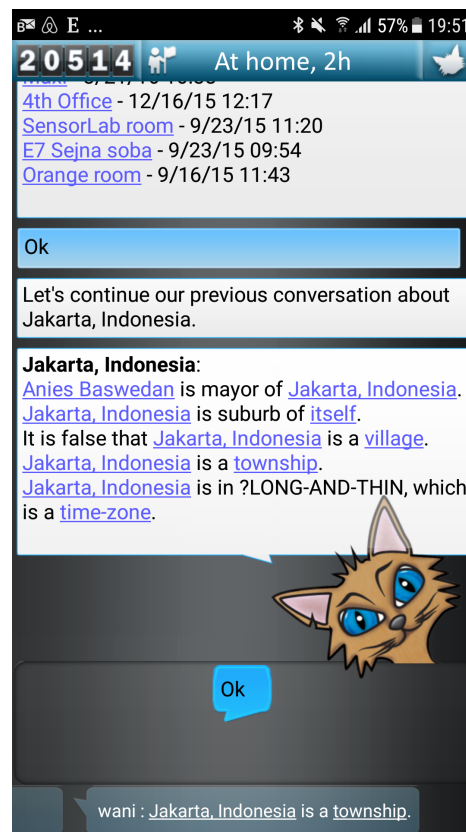 E ... 57% 19:51
20514 At home, 2h
4th Office - 12/16/15 12:17
SensorLab room - 9/23/15 11:20
E7 Sejna soba - 9/23/15 09:54
Orange room - 9/16/15 11:43
Ok
Let's continue our previous conversation about
Jakarta, Indonesia.
Jakarta, Indonesia:
Anies Baswedan is mayor of Jakarta, Indonesia.
Jakarta, Indonesia is suburb of itself.
It is false that Jakarta, Indonesia is a village.
Jakarta, Indonesia is a township.
Jakarta, Indonesia is in ?LONG-AND-THIN, which
is a time-zone.
Ok
wani : Jakarta, Indonesia is a township.